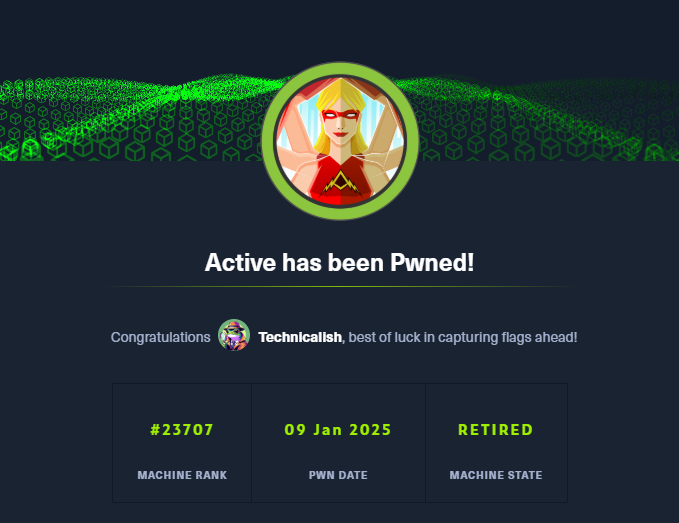 Active has been Pwned!
Congratulations Technicalish, best of luck in capturing flags ahead!
#23707 09 Jan 2025 RETIRED
MACHINE RANK PWN DATE MACHINE STATE